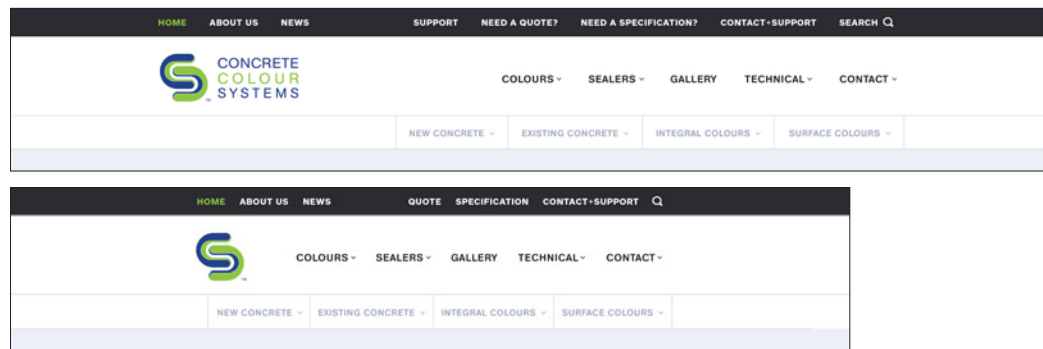 HOME ABOUT US NEWS SUPPORT NEED A QUOTE? NEED A SPECIFICATION? CONTACT+SUPPORT SEARCH
CONCRETE
COLOUR
SYSTEMS
™
COLOURS SEALERS GALLERY TECHNICAL CONTACT
NEW CONCRETE EXISTING CONCRETE INTEGRAL COLOURS SURFACE COLOURS
HOME ABOUT US NEWS QUOTE SPECIFICATION CONTACT+SUPPORT
COLOURS SEALERS GALLERY TECHNICAL CONTACT
™
NEW CONCRETE EXISTING CONCRETE INTEGRAL COLOURS SURFACE COLOURS